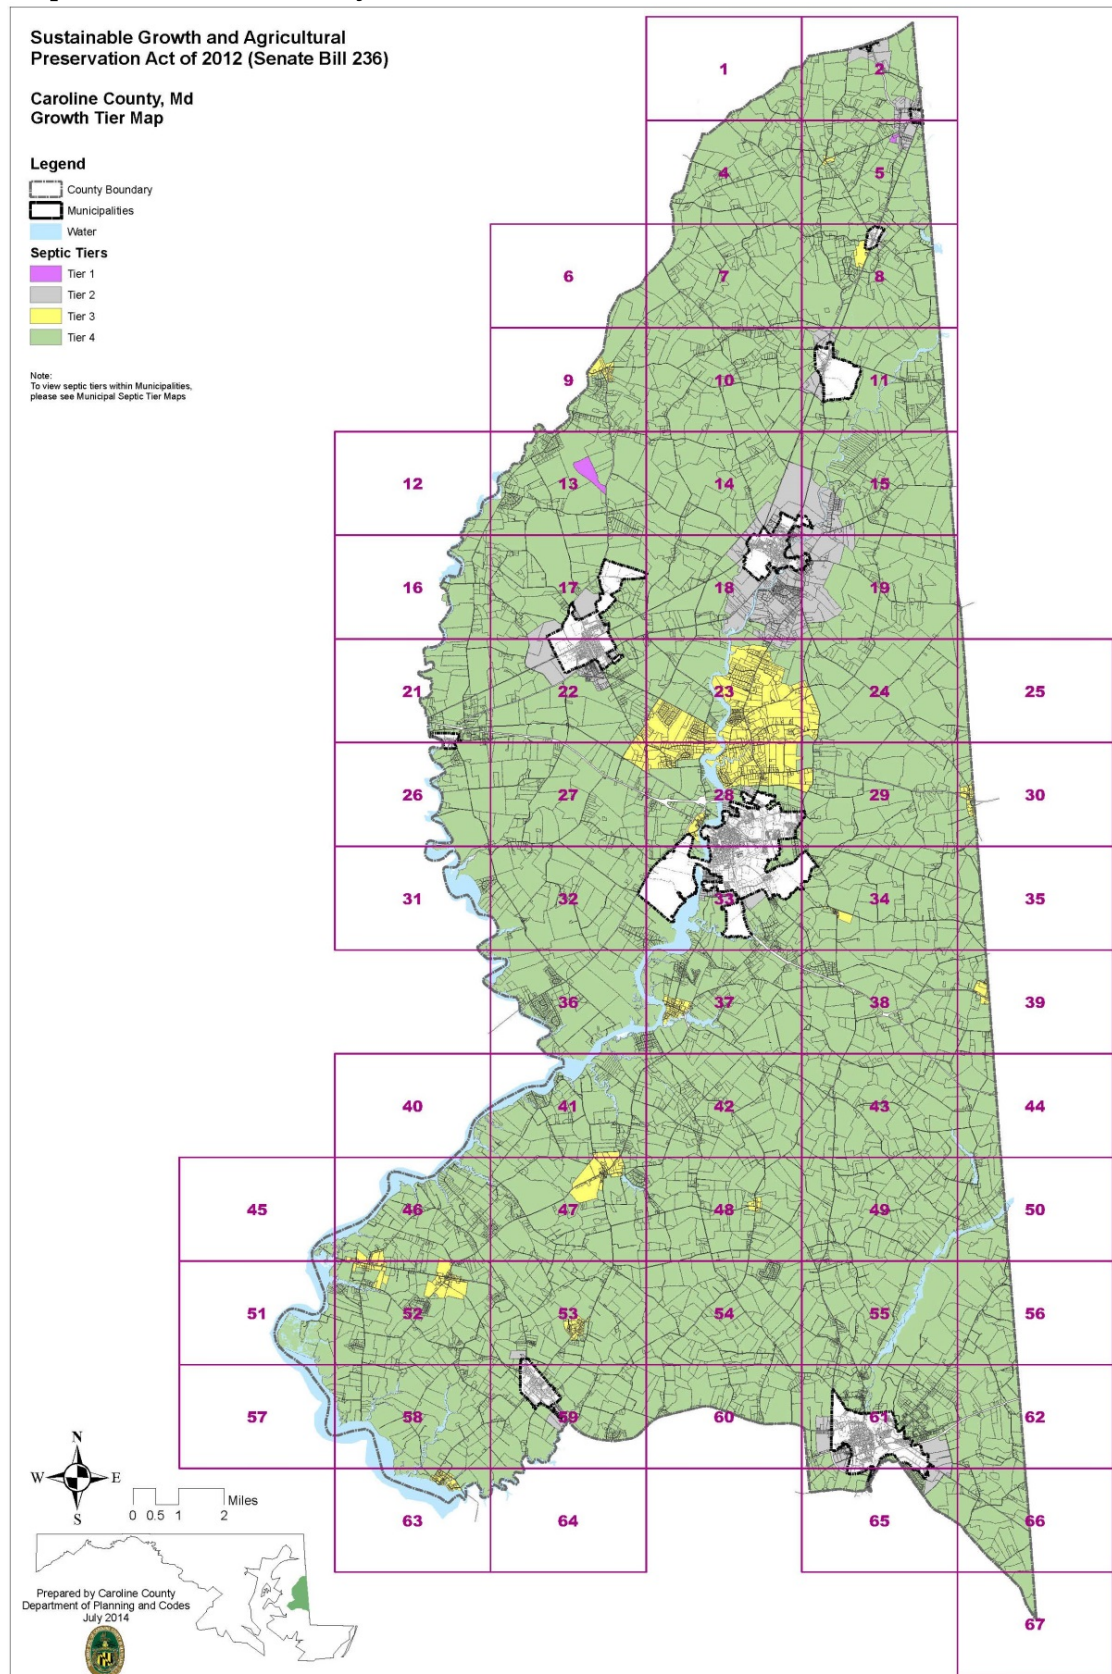 Sustainable Growth and Agricultural
Preservation Act of 2012 (Senate Bill 236)
Caroline County, Md
Growth Tier Map
Legend
County Boundary
Municipalities
Water
Septic Tiers
Tier 1
Tier 2
Tier 3
Tier 4
Note:
To view septic tiers within Municipalities,
please see Municipal Septic Tier Maps
1 2
4 5
6 7 8
9 10 11
12 13 14 15
16 17 18 19
21 22 23 24 25
26 27 28 29 30
31 32 33 34 35
36 37 38 39
40 41 42 43 44
45 46 47 48 49 50
51 52 53 54 55 56
57 58 59 60 61 62
63 64 65 66
67
N
W E
S
0 0.5 1 2 Miles
Prepared by Caroline County
Department of Planning and Codes
July 2014